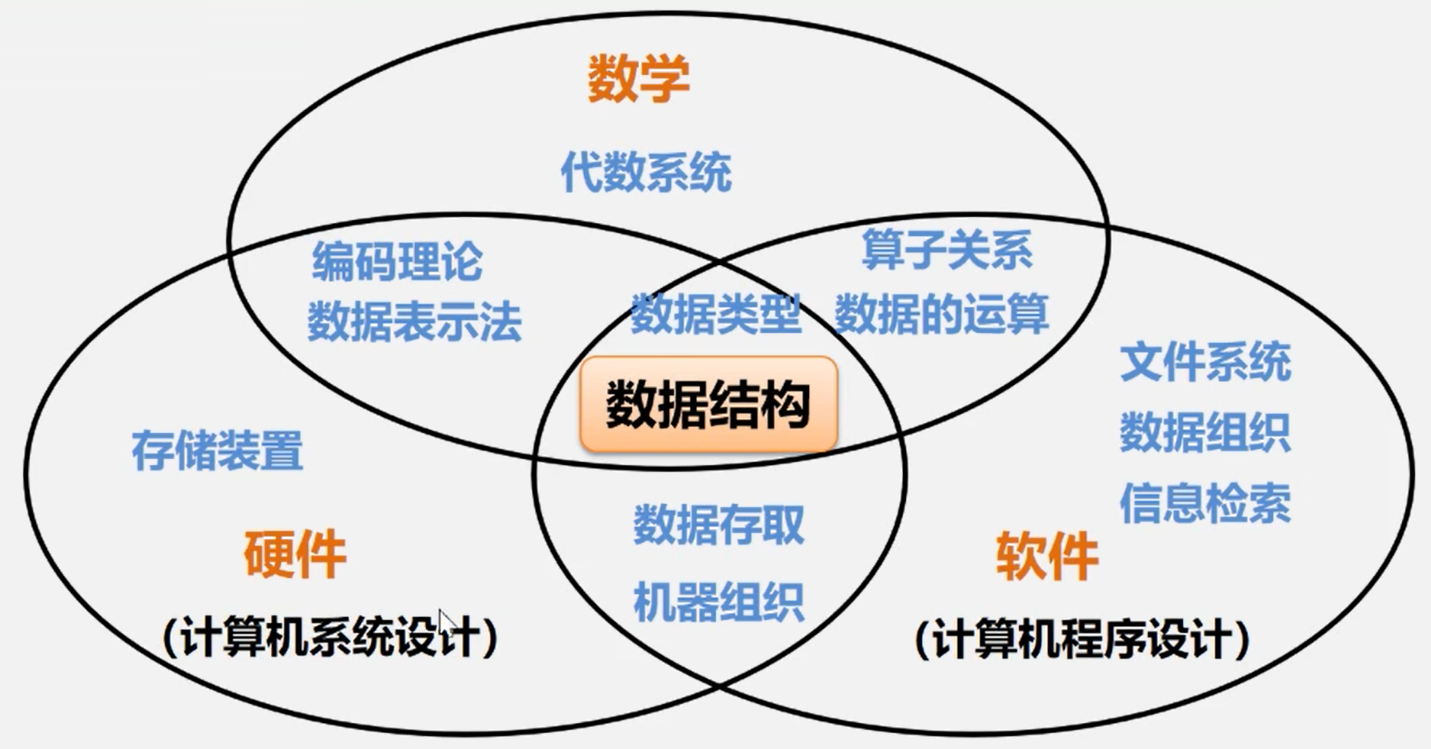 数学
代数系统
编码理论
算子关系
数据表示法
数据类型
数据的运算
文件系统
数据结构
数据组织
存储装置
信息检索
数据存取
硬件
软件
机器组织
（计算机系统设计）
（计算机程序设计）